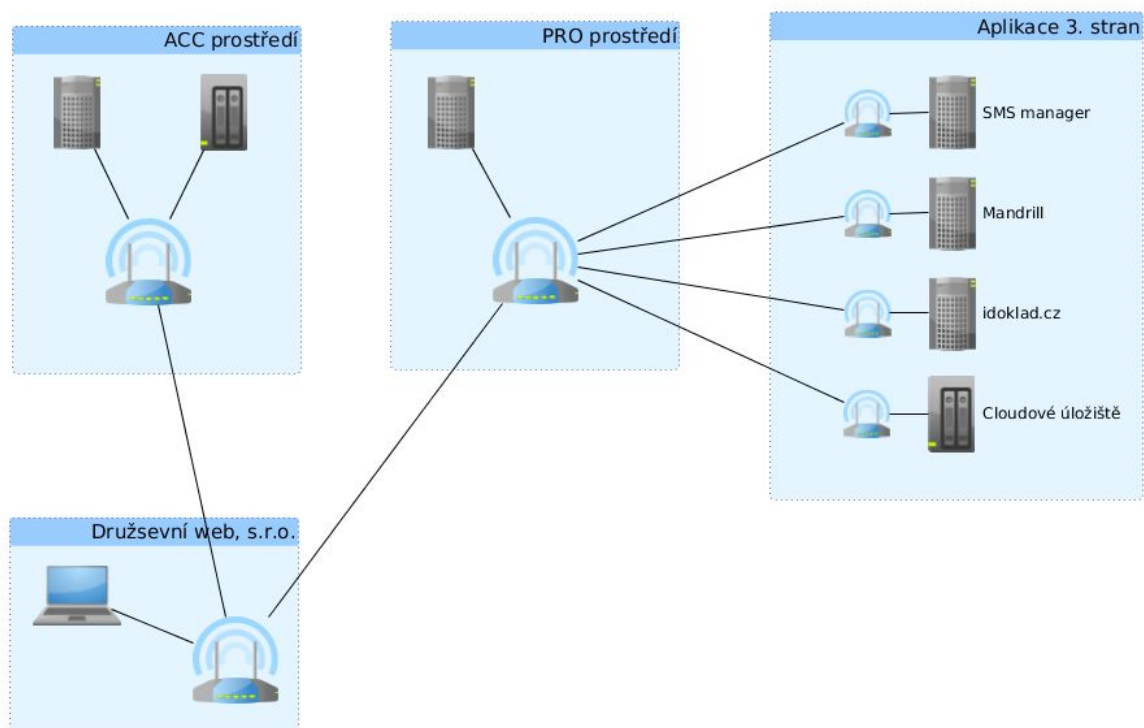 ACC prostředí
PRO prostředí
Aplikace 3. stran
SMS manager
Mandrill
idoklad.cz
Cloudové úložiště
Družsevní web, s.r.o.